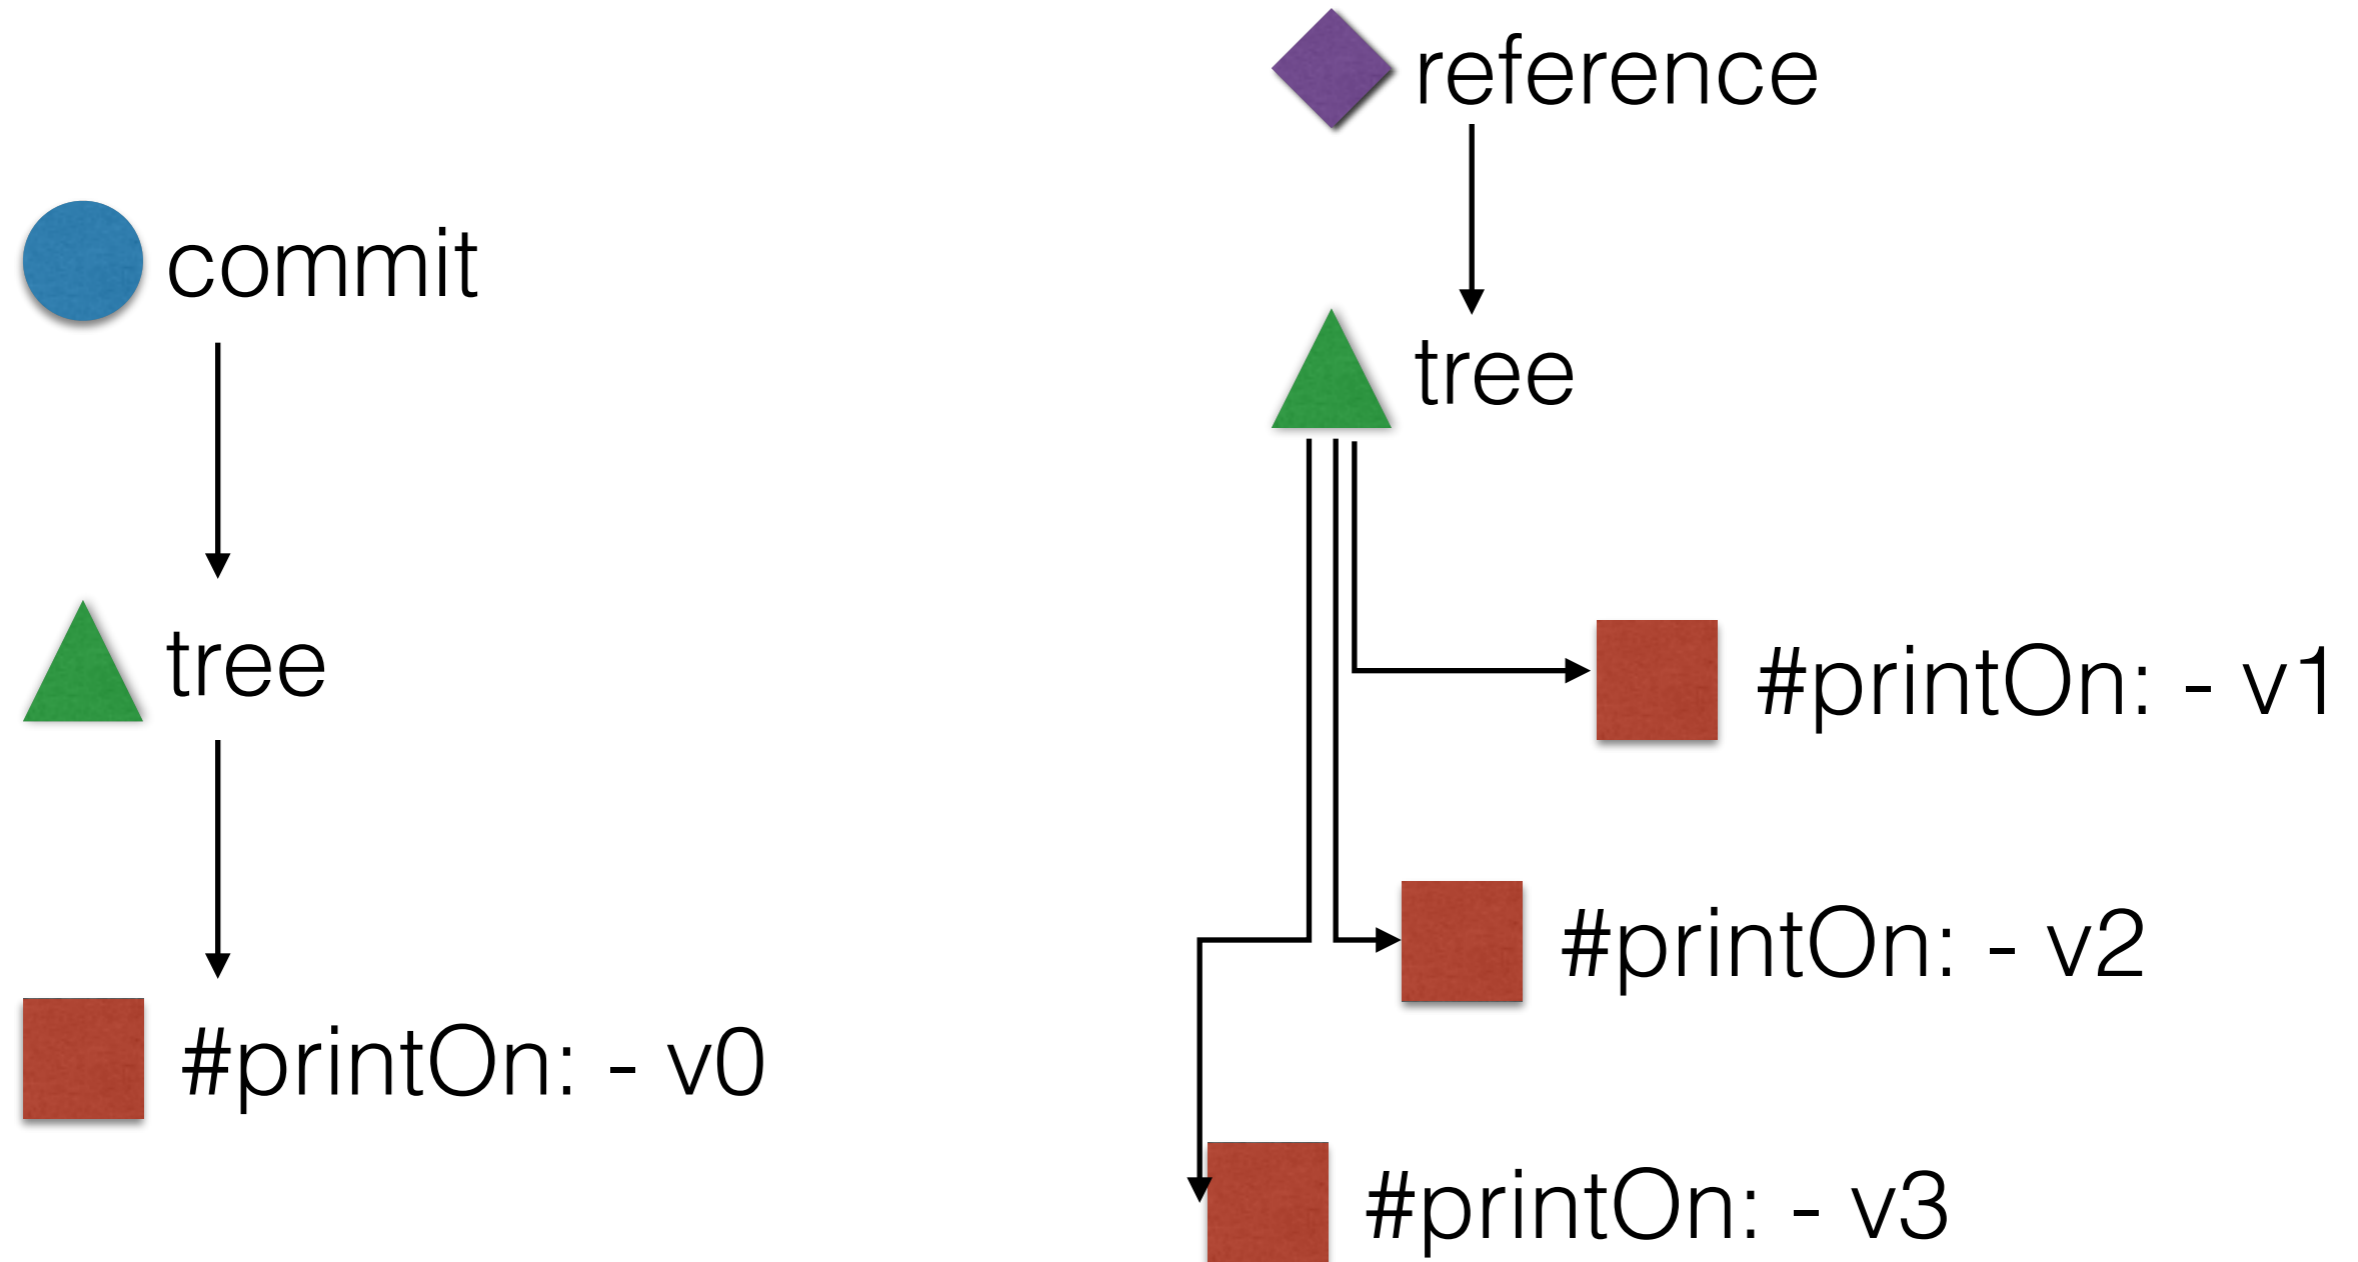 reference
commit
tree
tree
#printOn: - v1
#printOn: - v2
#printOn: - v0
#printOn: - v3